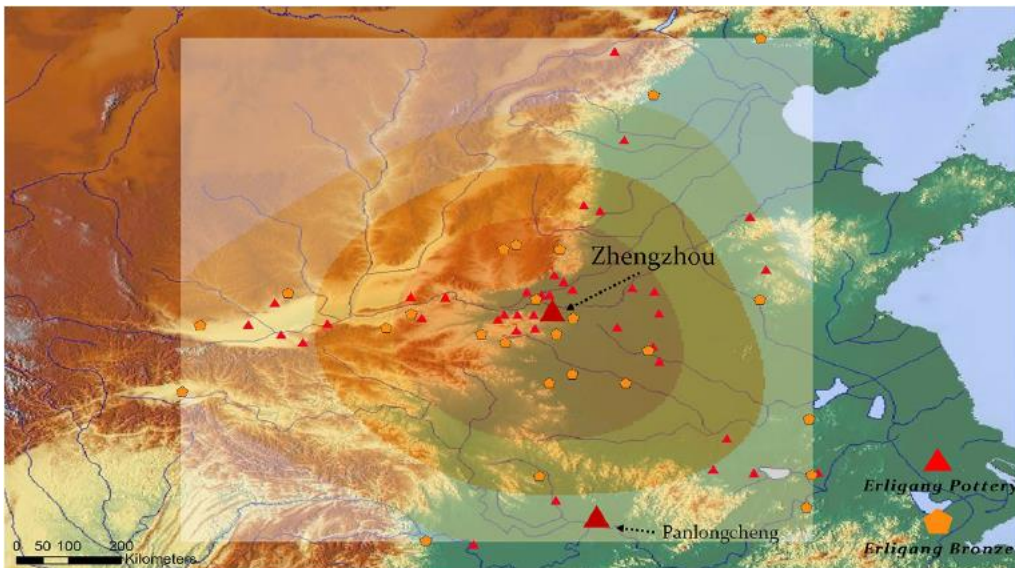 Zhengzhou
Erligang Pottery
Panlongcheng
Erligang Bronze
0 50 100 200
Kilometers